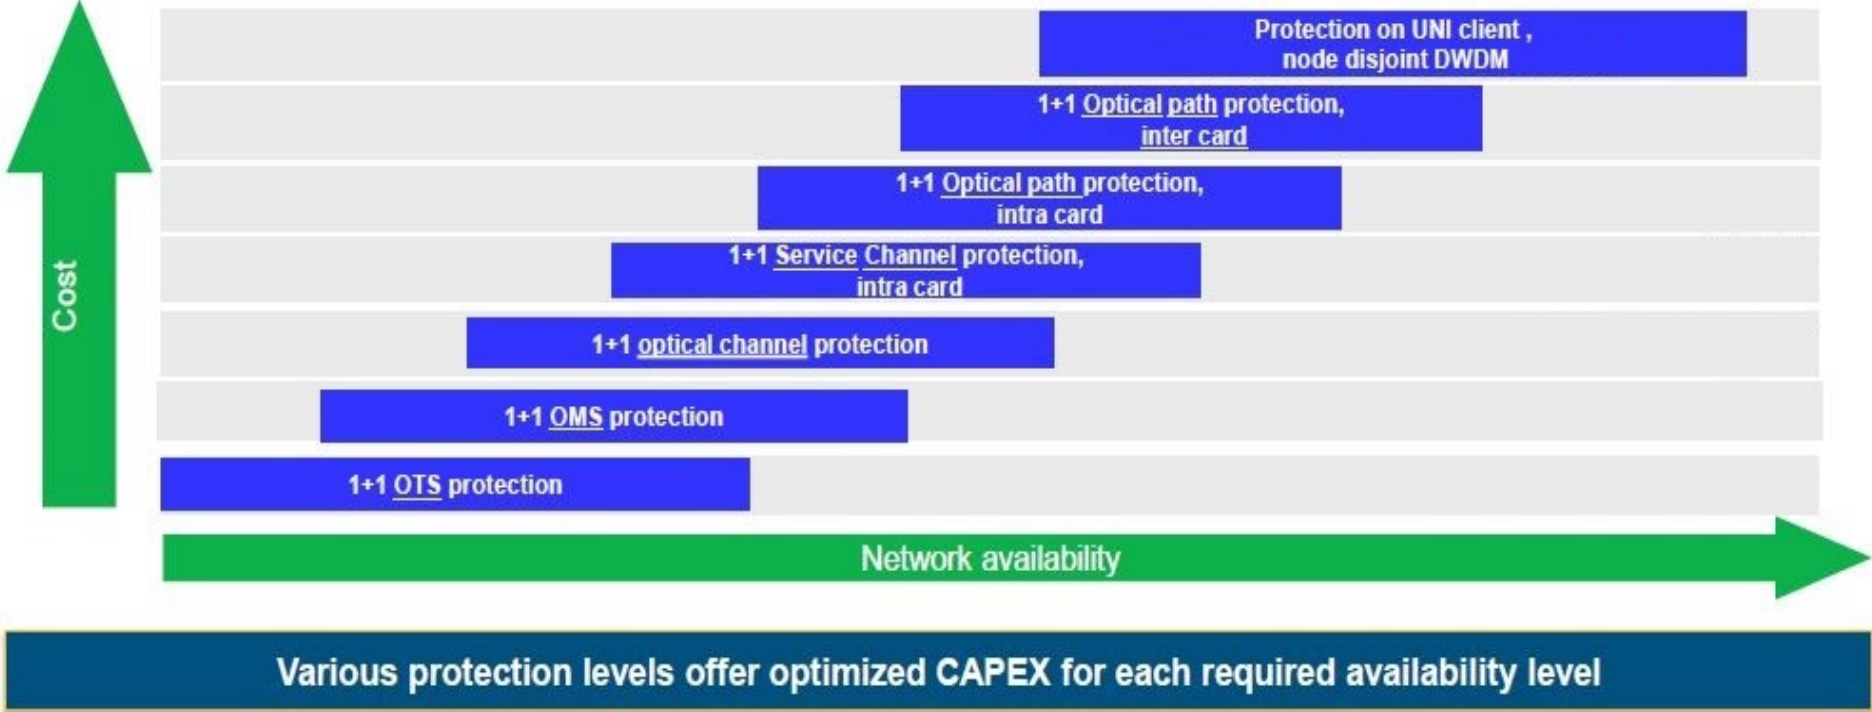 Protection on UNI client ,
node disjoint DWDM
1+1 Optical path protection,
inter card
1+1 Optical path protection,
intra card
1+1 Service Channel protection,
intra card
1+1 optical channel protection
1+1 OMS protection
1+1 OTS protection
Cost
Network availability
Various protection levels offer optimized CAPEX for each required availability level